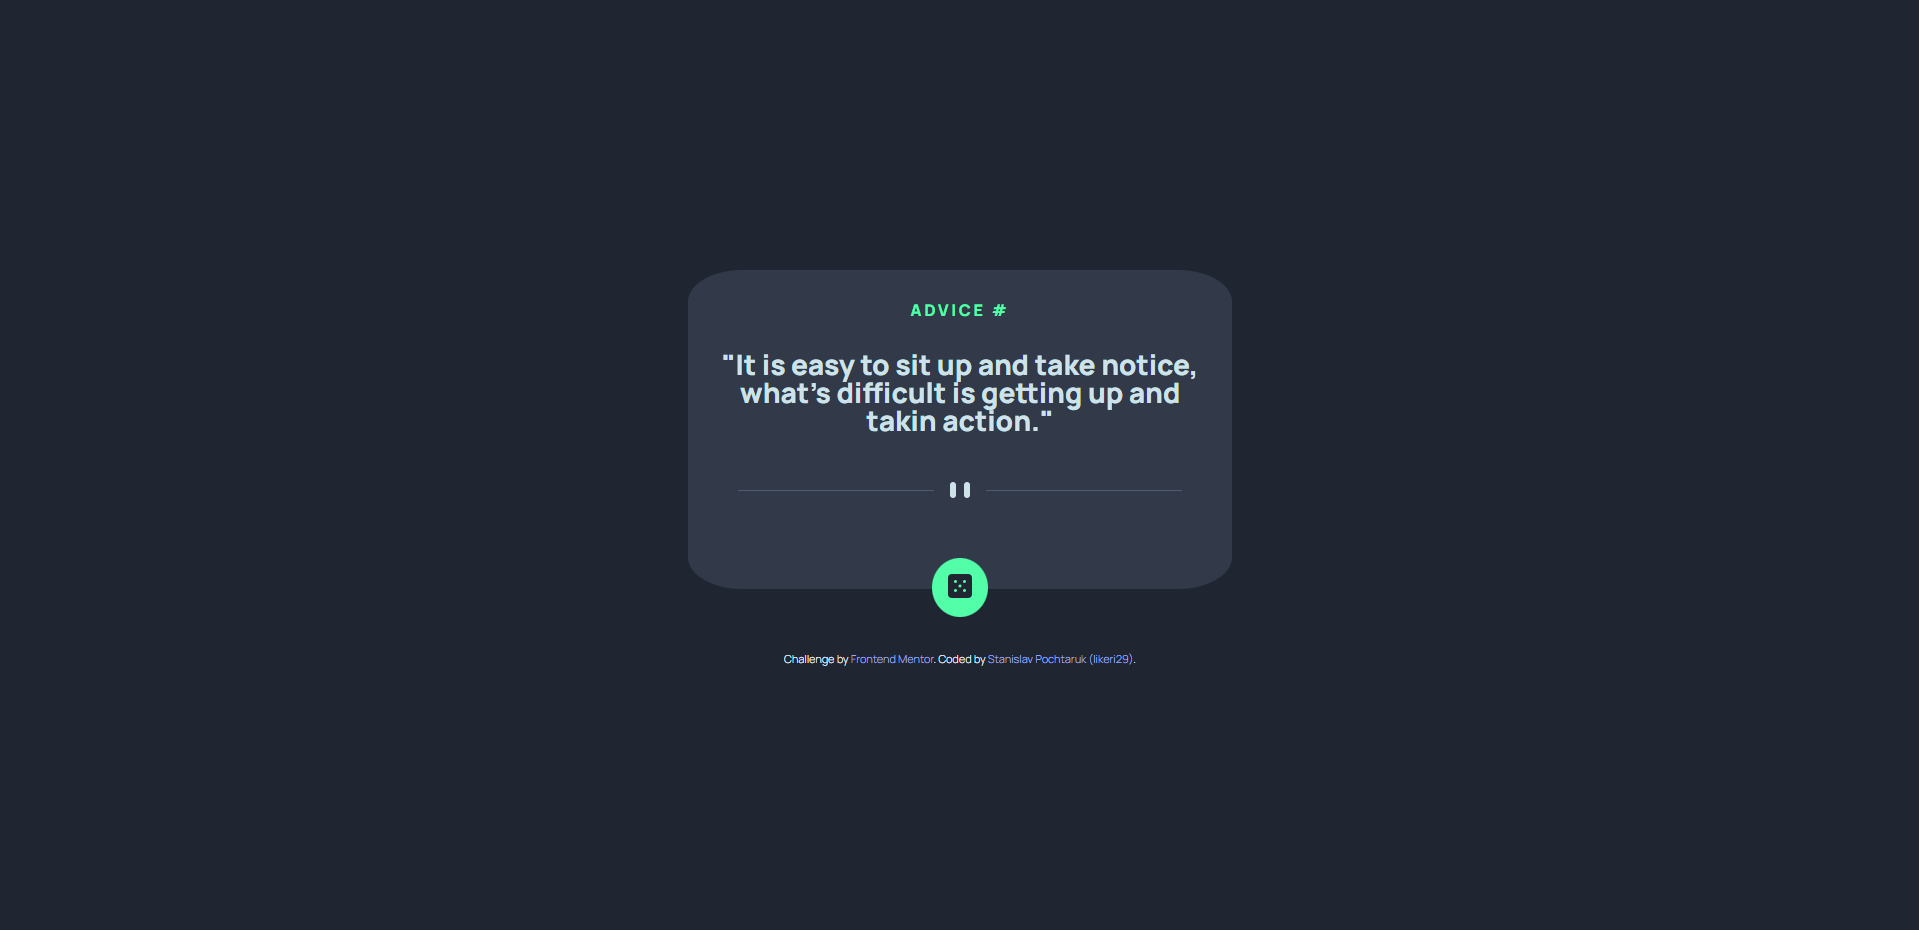 ADVICE #
"It is easy to sit up and take notice,
what's difficult is getting up and
takin action."
Challenge by Frontend Mentor. Coded by Stanislav Pochtaruk (likeri29).